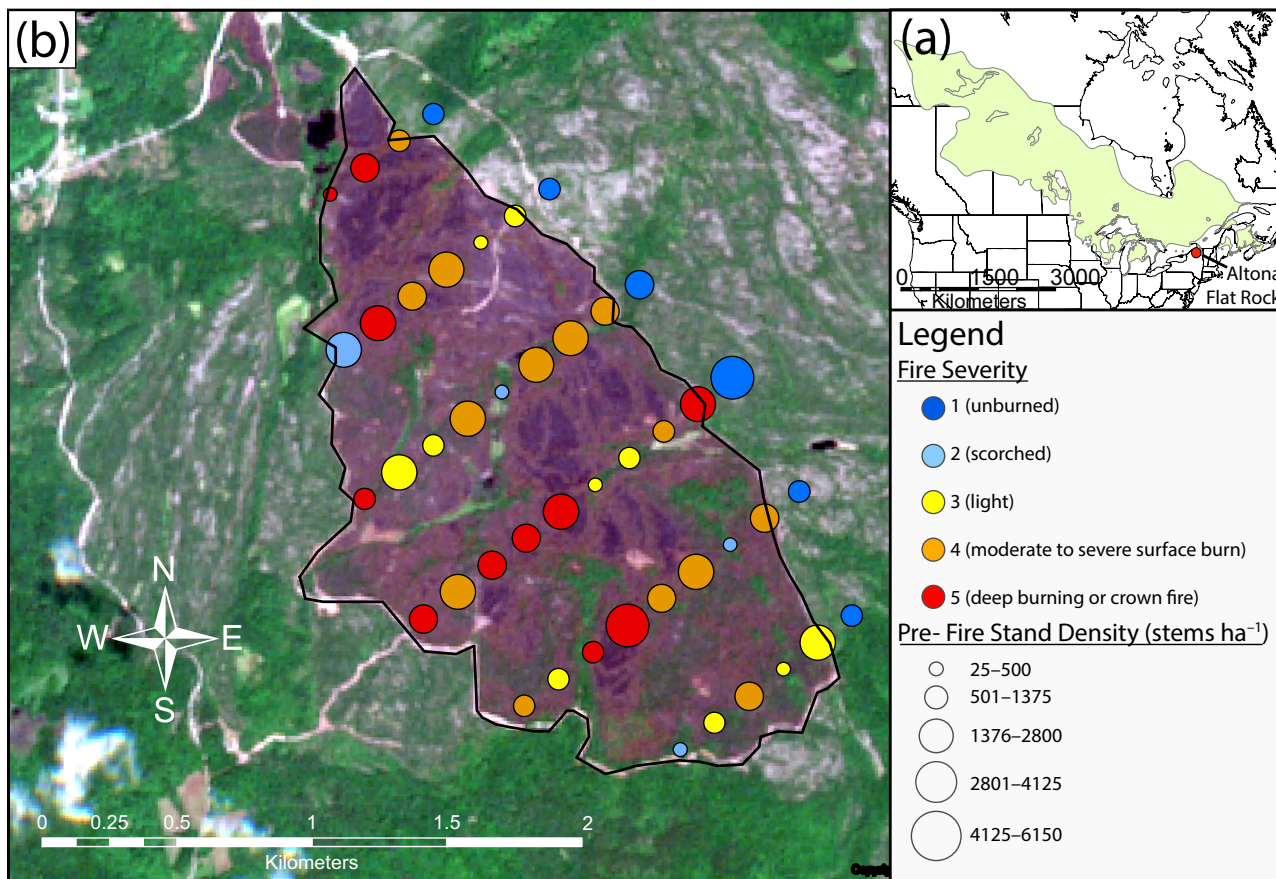 (b)
N
W
E
S
0 0.25 0.5 1 1.5 2
Kilometers
(a)
0 1500 3000
Kilometers
Altona
Flat Rock
Legend
Fire Severity
1 (unburned)
2 (scorched)
3 (light)
4 (moderate to severe surface burn)
5 (deep burning or crown fire)
Pre- Fire Stand Density (stems ha⁻¹)
25–500
501–1375
1376–2800
2801–4125
4125–6150